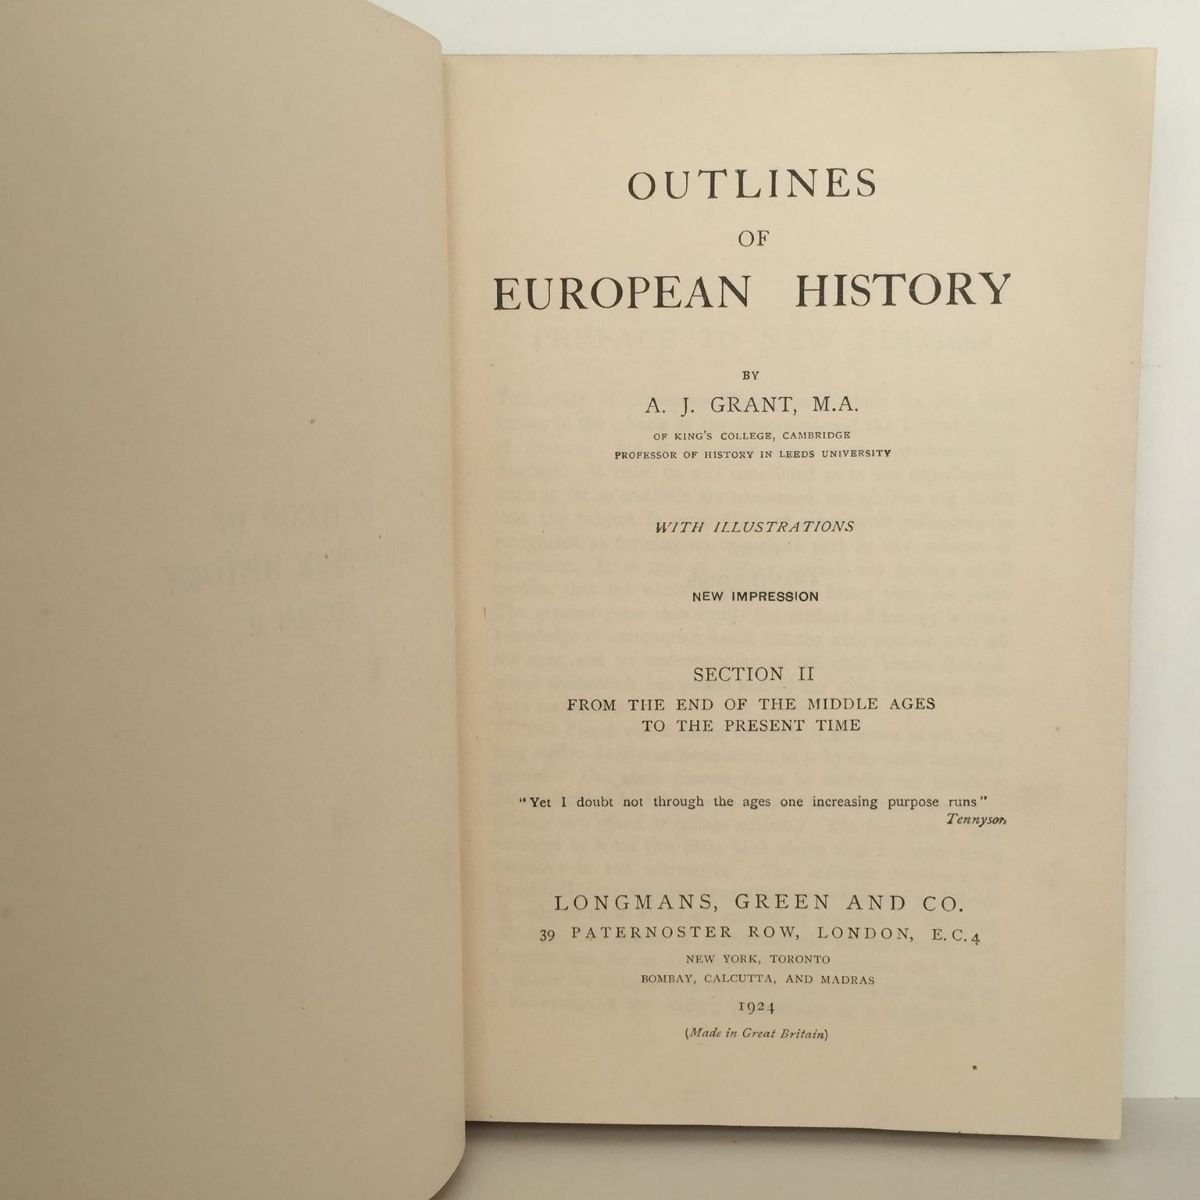 OUTLINES
OF
EUROPEAN HISTORY
BY
A. J. GRANT, M.A.
OF KING'S COLLEGE, CAMBRIDGE
PROFESSOR OF HISTORY IN LEEDS UNIVERSITY
WITH ILLUSTRATIONS
NEW IMPRESSION
SECTION II
FROM THE END OF THE MIDDLE AGES
TO THE PRESENT TIME
"Yet I doubt not through the ages one increasing purpose runs"
Tennyson
LONGMANS, GREEN AND CO.
39 PATERNOSTER ROW, LONDON, E.C.4
NEW YORK, TORONTO
BOMBAY, CALCUTTA, AND MADRAS
1924
(Made in Great Britain)